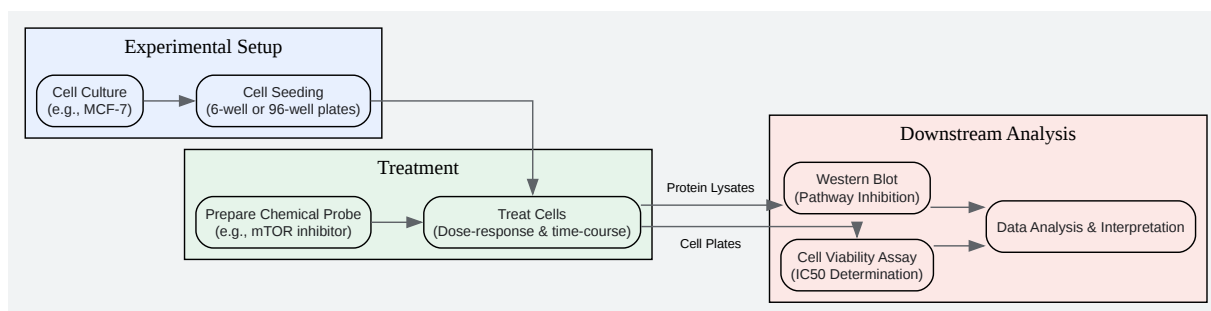 Experimental Setup
Cell Culture
(e.g., MCF-7)
Cell Seeding
(6-well or 96-well plates)
Treatment
Prepare Chemical Probe
(e.g., mTOR inhibitor)
Treat Cells
(Dose-response & time-course)
Protein Lysates
Cell Plates
Downstream Analysis
Western Blot
(Pathway Inhibition)
Cell Viability Assay
(IC50 Determination)
Data Analysis & Interpretation